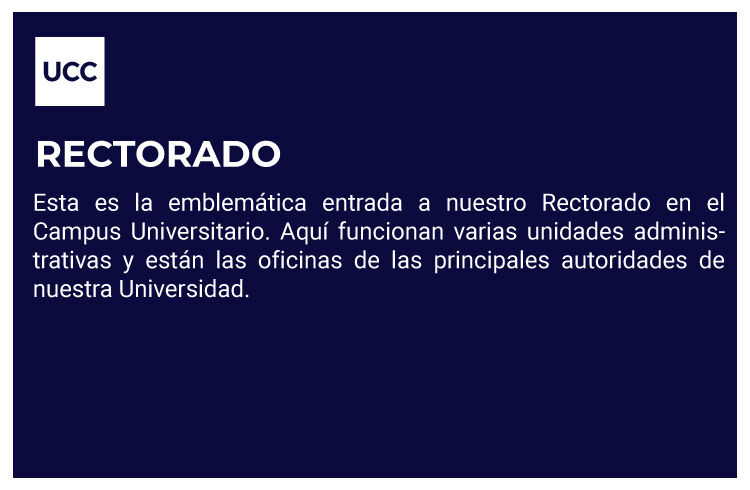 UCC
RECTORADO
Esta es la emblemática entrada a nuestro Rectorado en el
Campus Universitario. Aquí funcionan varias unidades adminis-
trativas y están las oficinas de las principales autoridades de
nuestra Universidad.